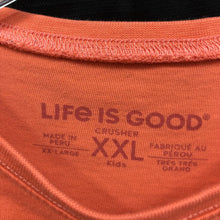 LIFE IS GOOD®
CRUSHER
MADE IN PERU
XX-LARGE
XXL
Kids
FABRIQUÉ AU PÉROU
TRÈS TRÈS GRAND